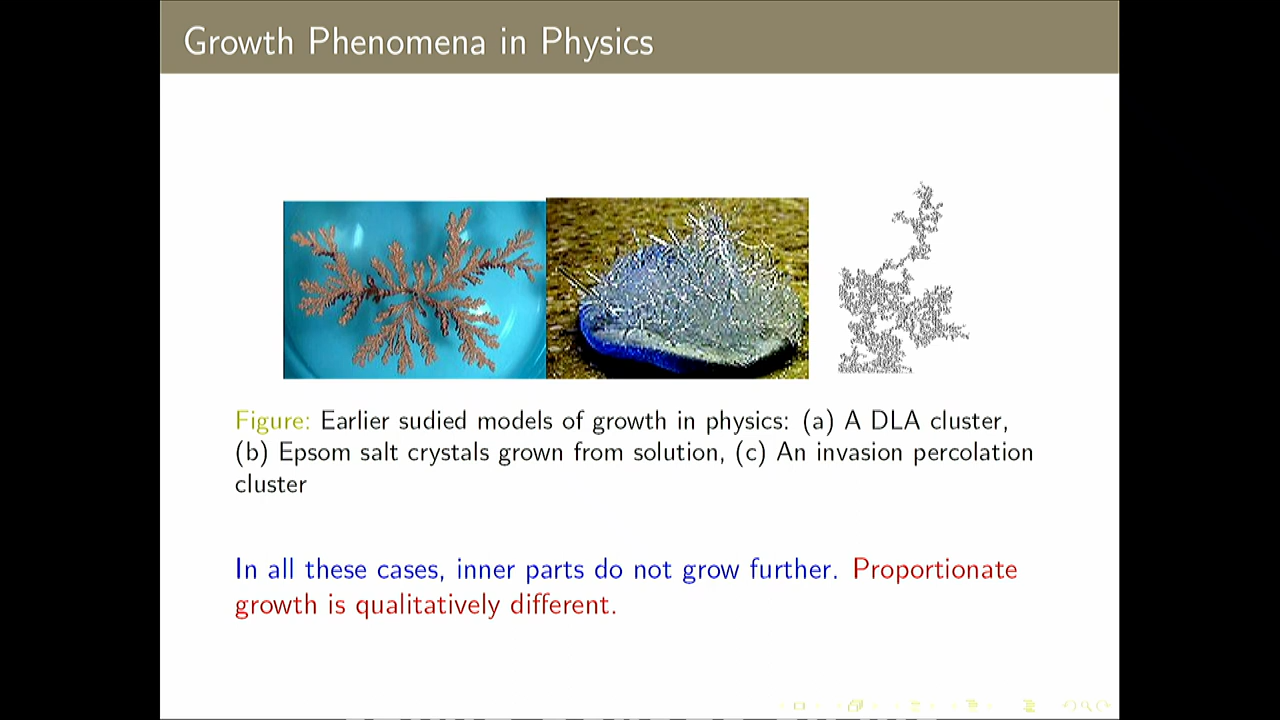 Growth Phenomena in Physics
Figure: Earlier sudied models of growth in physics: (a) A DLA cluster,
(b) Epsom salt crystals grown from solution, (c) An invasion percolation
cluster
In all these cases, inner parts do not grow further. Proportionate
growth is qualitatively different.